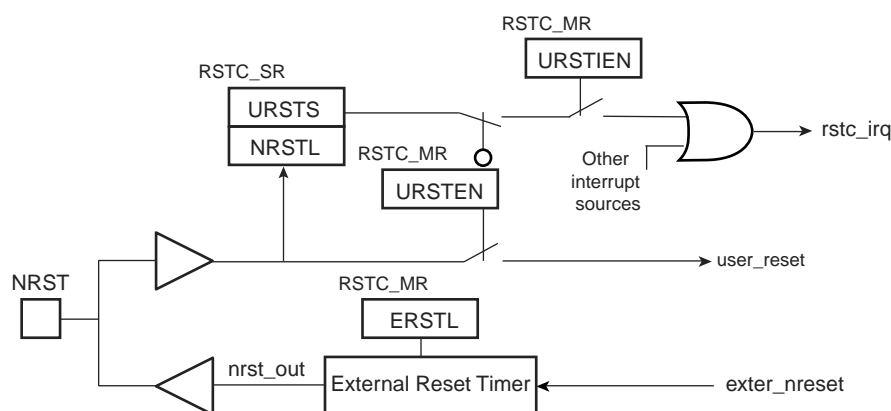 RSTC_MR
URSTIEN
RSTC_SR
URSTS
NRSTL
RSTC_MR
URSTEN
rstc_irq
Other
interrupt
sources
user_reset
NRST
RSTC_MR
ERSTL
nrst_out
External Reset Timer
exter_nreset